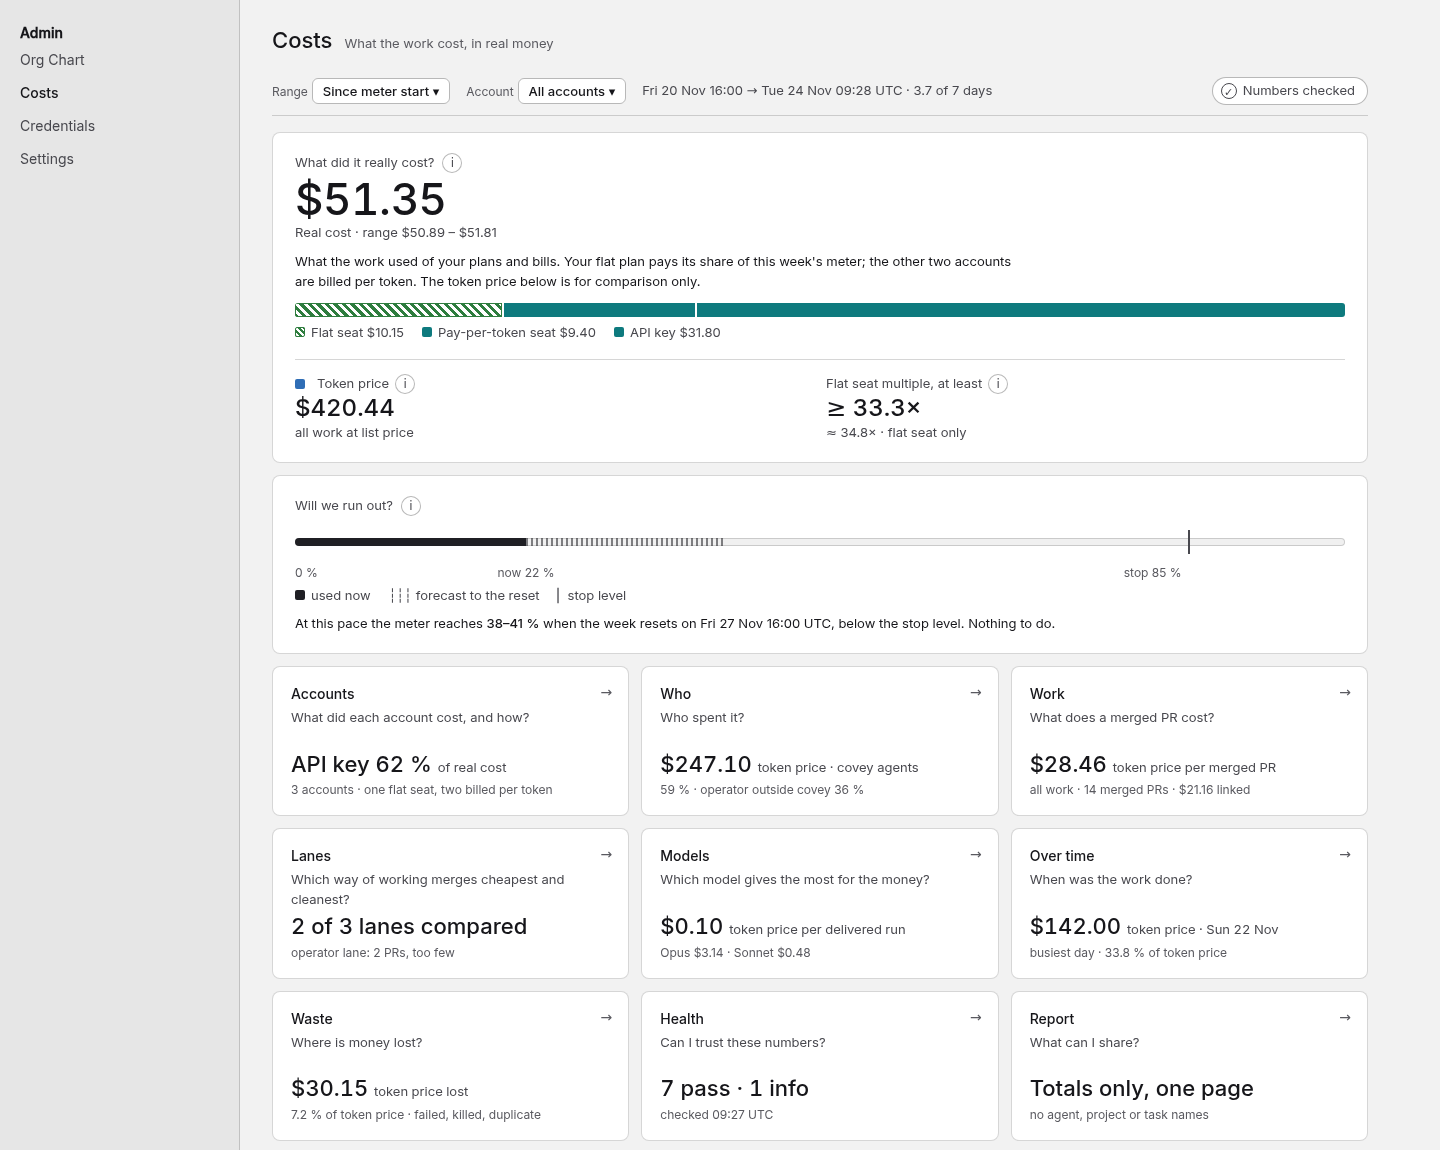 Admin
Org Chart
Costs
Credentials
Settings
Costs What the work cost, in real money
Range Since meter start ▾ Account All accounts ▾ Fri 20 Nov 16:00 → Tue 24 Nov 09:28 UTC · 3.7 of 7 days ✓ Numbers checked
What did it really cost? i
$51.35
Real cost · range $50.89 – $51.81
What the work used of your plans and bills. Your flat plan pays its share of this week's meter; the other two accounts
are billed per token. The token price below is for comparison only.
Flat seat $10.15 Pay-per-token seat $9.40 API key $31.80
Token price i
$420.44
all work at list price
Flat seat multiple, at least i
≥ 33.3×
≈ 34.8× · flat seat only
Will we run out? i
0 % now 22 % stop 85 %
used now forecast to the reset stop level
At this pace the meter reaches 38–41 % when the week resets on Fri 27 Nov 16:00 UTC, below the stop level. Nothing to do.
Accounts →
What did each account cost, and how?
API key 62 % of real cost
3 accounts · one flat seat, two billed per token
Who →
Who spent it?
$247.10 token price · covey agents
59 % · operator outside covey 36 %
Work →
What does a merged PR cost?
$28.46 token price per merged PR
all work · 14 merged PRs · $21.16 linked
Lanes →
Which way of working merges cheapest and
cleanest?
2 of 3 lanes compared
operator lane: 2 PRs, too few
Models →
Which model gives the most for the money?
$0.10 token price per delivered run
Opus $3.14 · Sonnet $0.48
Over time →
When was the work done?
$142.00 token price · Sun 22 Nov
busiest day · 33.8 % of token price
Waste →
Where is money lost?
$30.15 token price lost
7.2 % of token price · failed, killed, duplicate
Health →
Can I trust these numbers?
7 pass · 1 info
checked 09:27 UTC
Report →
What can I share?
Totals only, one page
no agent, project or task names